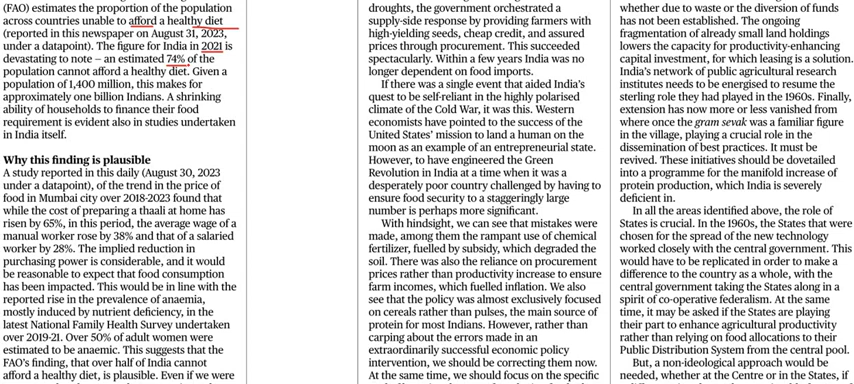 (FAO) estimates the proportion of the population
across countries unable to afford a healthy diet
(reported in this newspaper on August 31, 2023,
under a datapoint). The figure for India in 2021 is
devastating to note — an estimated 74% of the
population cannot afford a healthy diet. Given a
population of 1,400 million, this makes for
approximately one billion Indians. A shrinking
ability of households to finance their food
requirement is evident also in studies undertaken
in India itself.
Why this finding is plausible
A study reported in this daily (August 30, 2023
under a datapoint), of the trend in the price of
food in Mumbai city over 2018-2023 found that
while the cost of preparing a thaali at home has
risen by 65%, in this period, the average wage of a
manual worker rose by 38% and that of a salaried
worker by 28%. The implied reduction in
purchasing power is considerable, and it would
be reasonable to expect that food consumption
has been impacted. This would be in line with the
reported rise in the prevalence of anaemia,
mostly induced by nutrient deficiency, in the
latest National Family Health Survey undertaken
over 2019-21. Over 50% of adult women were
estimated to be anaemic. This suggests that the
FAO's finding, that over half of India cannot
afford a healthy diet, is plausible. Even if we were
droughts, the government orchestrated a
supply-side response by providing farmers with
high-yielding seeds, cheap credit, and assured
prices through procurement. This succeeded
spectacularly. Within a few years India was no
longer dependent on food imports.
If there was a single event that aided India's
quest to be self-reliant in the highly polarised
climate of the Cold War, it was this. Western
economists have pointed to the success of the
United States' mission to land a human on the
moon as an example of an entrepreneurial state.
However, to have engineered the Green
Revolution in India at a time when it was a
desperately poor country challenged by having to
ensure food security to a staggeringly large
number is perhaps more significant.
With hindsight, we can see that mistakes were
made, among them the rampant use of chemical
fertilizer, fuelled by subsidy, which degraded the
soil. There was also the reliance on procurement
prices rather than productivity increase to ensure
farm incomes, which fuelled inflation. We also
see that the policy was almost exclusively focused
on cereals rather than pulses, the main source of
protein for most Indians. However, rather than
carping about the errors made in an
extraordinarily successful economic policy
intervention, we should be correcting them now.
At the same time, we should focus on the specific
whether due to waste or the diversion of funds
has not been established. The ongoing
fragmentation of already small land holdings
lowers the capacity for productivity-enhancing
capital investment, for which leasing is a solution.
India's network of public agricultural research
institutes needs to be energised to resume the
sterling role they had played in the 1960s. Finally,
extension has now more or less vanished from
where once the gram sevak was a familiar figure
in the village, playing a crucial role in the
dissemination of best practices. It must be
revived. These initiatives should be dovetailed
into a programme for the manifold increase of
protein production, which India is severely
deficient in.
In all the areas identified above, the role of
States is crucial. In the 1960s, the States that were
chosen for the spread of the new technology
worked closely with the central government. This
would have to be replicated in order to make a
difference to the country as a whole, with the
central government taking the States along in a
spirit of co-operative federalism. At the same
time, it may be asked if the States are playing
their part to enhance agricultural productivity
rather than relying on food allocations to their
Public Distribution System from the central pool.
But, a non-ideological approach would be
needed, whether at the Centre or in the States, if